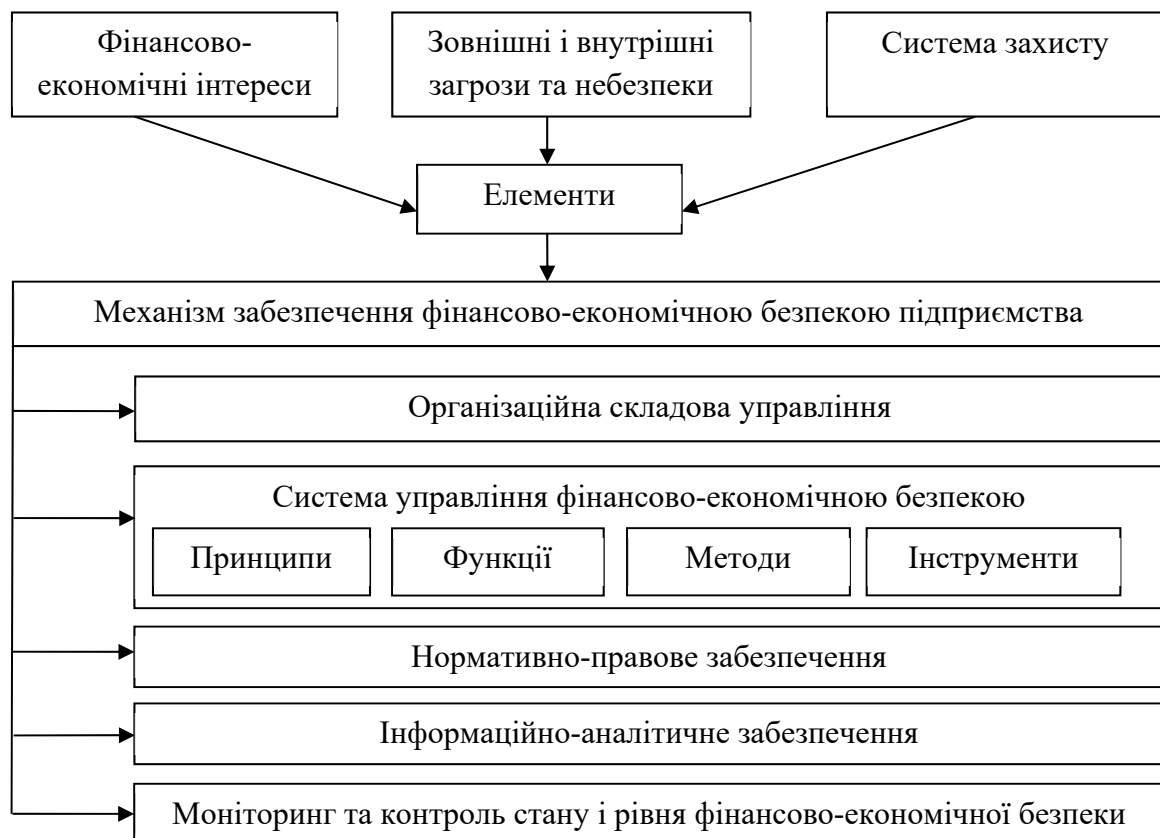 Фінансово-
економічні інтереси
Зовнішні і внутрішні
загрози та небезпеки
Система захисту
Елементи
Механізм забезпечення фінансово-економічною безпекою підприємства
Організаційна складова управління
Система управління фінансово-економічною безпекою
Принципи
Функції
Методи
Інструменти
Нормативно-правове забезпечення
Інформаційно-аналітичне забезпечення
Моніторинг та контроль стану і рівня фінансово-економічної безпеки